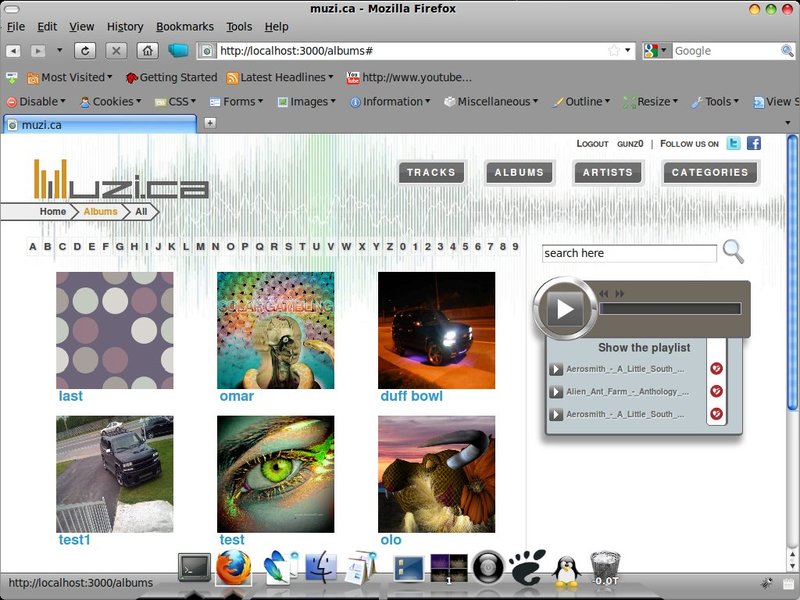 muzi.ca - Mozilla Firefox
File Edit View History Bookmarks Tools Help
http://localhost:3000/albums#
Google
Most Visited Getting Started Latest Headlines http://www.youtube...
Disable Cookies CSS Forms Images Information Miscellaneous Outline Resize Tools View S
muzi.ca
Logout gunz0 | Follow us on
muzi.ca
TRACKS ALBUMS ARTISTS CATEGORIES
Home Albums All
A B C D E F G H I J K L M N O P Q R S T U V W X Y Z 0 1 2 3 4 5 6 7 8 9
search here
SOLAR GAMBLING
Show the playlist
Aerosmith_-_A_Little_South_...
Alien_Ant_Farm_-_Anthology_...
Aerosmith_-_A_Little_South_...
last omar duff bowl
test1 test olo
1
-0.0T
http://localhost:3000/albums